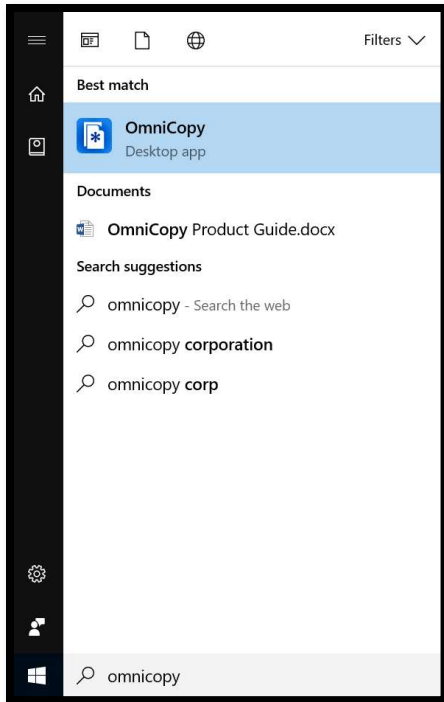 Filters
Best match
OmniCopy
Desktop app
Documents
OmniCopy Product Guide.docx
Search suggestions
omnicopy - Search the web
omnicopy corporation
omnicopy corp
omnicopy